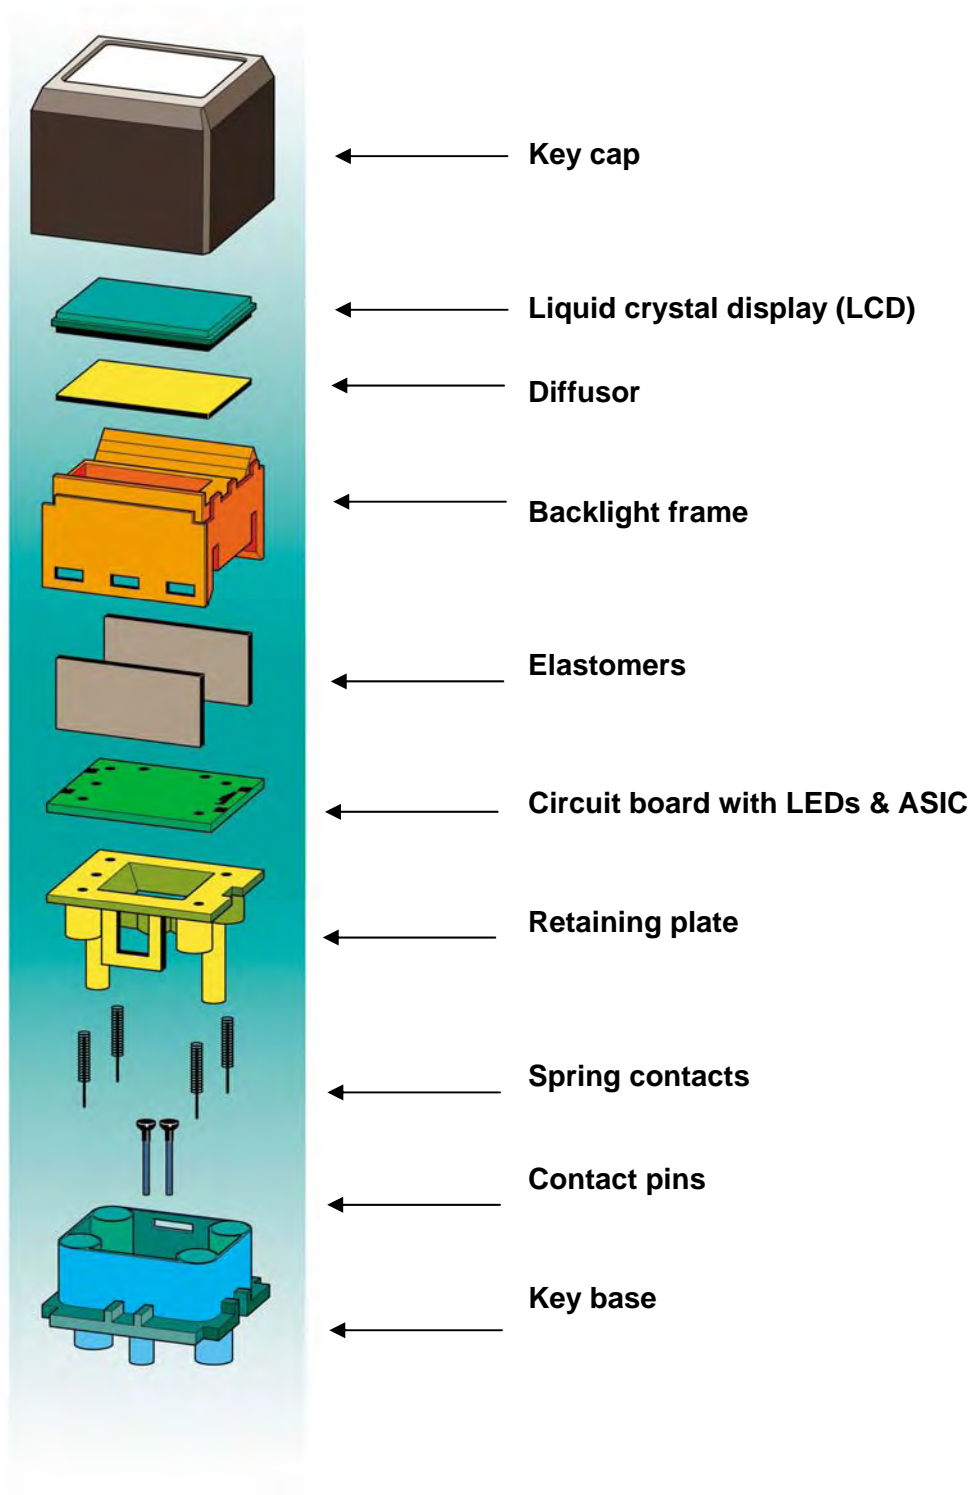 Key cap
Liquid crystal display (LCD)
Diffusor
Backlight frame
Elastomers
Circuit board with LEDs & ASIC
Retaining plate
Spring contacts
Contact pins
Key base